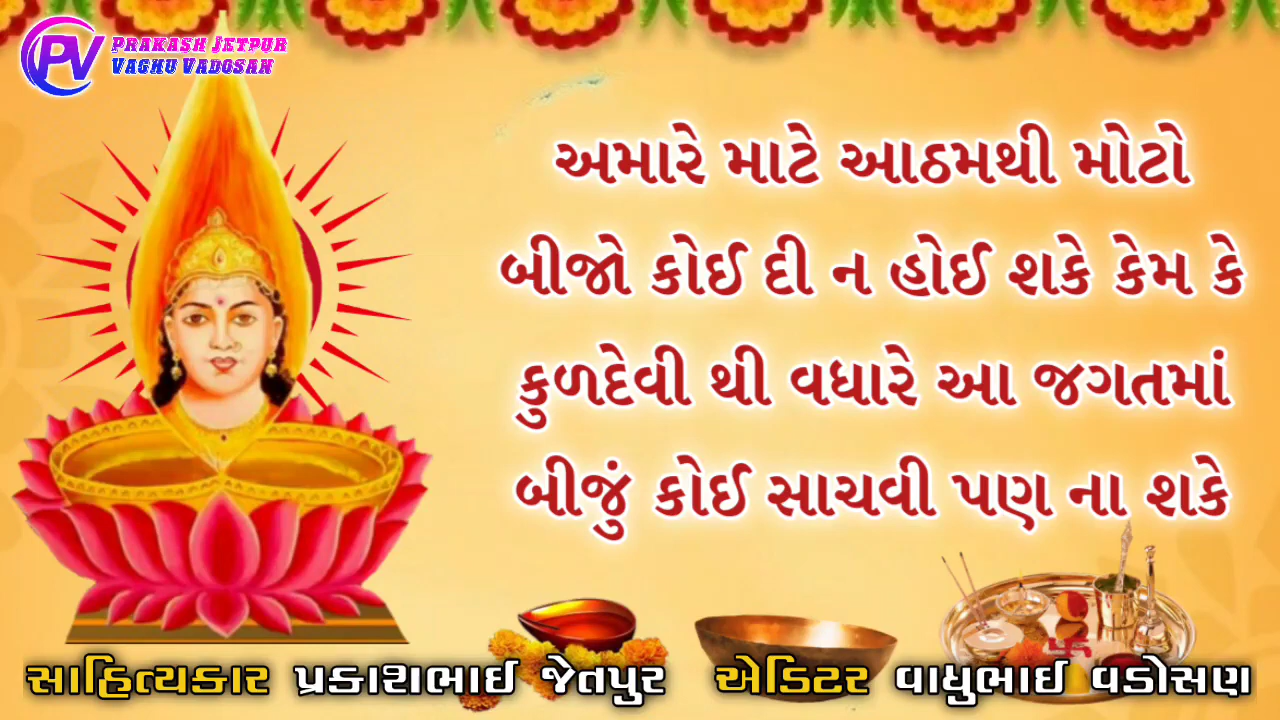 PV
PRAKASH JETPUR
VAGHU VADOSAN
અમારે માટે આઠમથી મોટો
બીજો કોઈ દી ન હોઈ શકે કેમ કે
કુળદેવી થી વધારે આ જગતમાં
બીજું કોઈ સાચવી પણ ના શકે
સાહિત્યકાર પ્રકાશભાઈ જેતપુર એડિટર વાઘુભાઈ વડોસણ